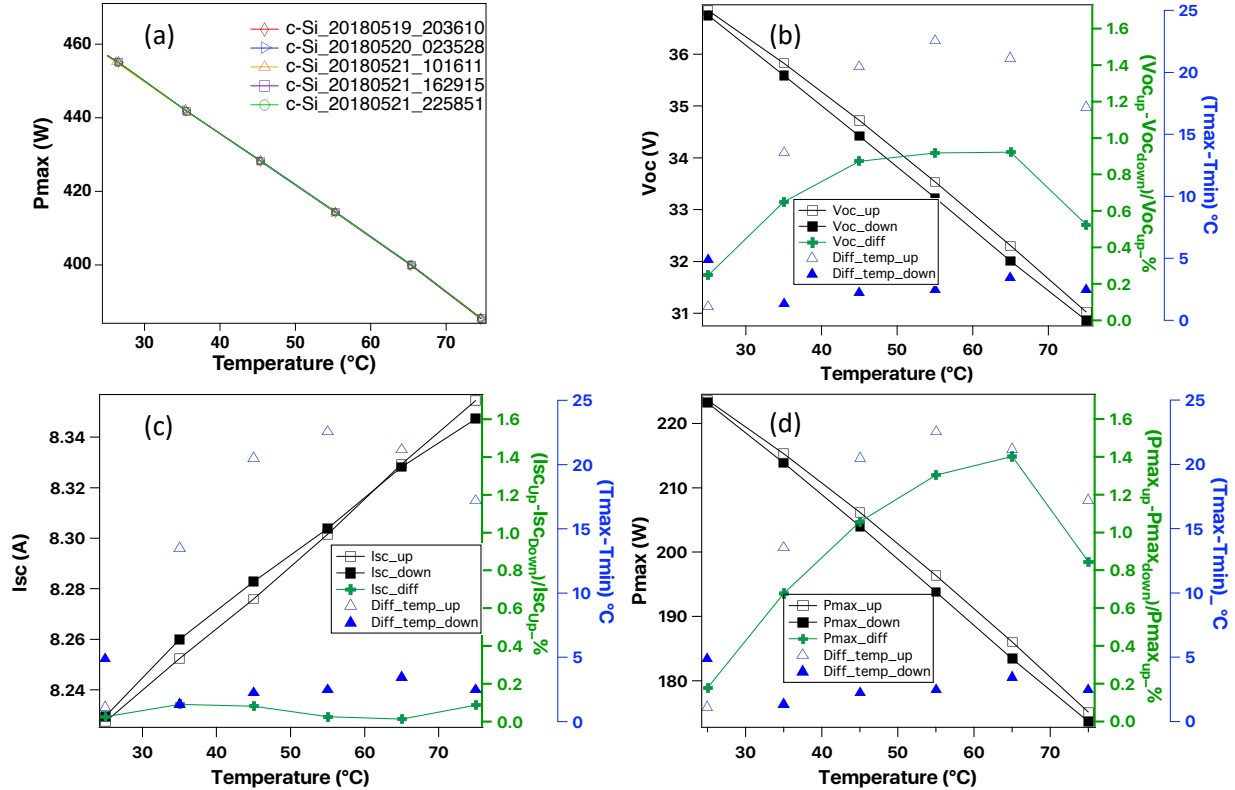 (a)
c-Si_20180519_203610
c-Si_20180520_023528
c-Si_20180521_101611
c-Si_20180521_162915
c-Si_20180521_225851
460
440
420
400
Pmax (W)
30 40 50 60 70
Temperature (°C)
(b)
36
35
34
33
32
31
Voc (V)
Voc_up
Voc_down
Voc_diff
Diff_temp_up
Diff_temp_down
30 40 50 60 70
Temperature (°C)
1.6
1.4
1.2
1.0
0.8
0.6
0.4
0.2
0.0
(Voc_up-Voc_down)/Voc_up-%
25
20
15
10
5
0
(Tmax-Tmin) °C
(c)
8.34
8.32
8.30
8.28
8.26
8.24
Isc (A)
Isc_up
Isc_down
Isc_diff
Diff_temp_up
Diff_temp_down
30 40 50 60 70
Temperature (°C)
1.6
1.4
1.2
1.0
0.8
0.6
0.4
0.2
0.0
(Isc_Up-Isc_Down)/Isc_Up-%
25
20
15
10
5
0
(Tmax-Tmin) °C
(d)
220
210
200
190
180
Pmax (W)
Pmax_up
Pmax_down
Pmax_diff
Diff_temp_up
Diff_temp_down
30 40 50 60 70
Temperature (°C)
1.6
1.4
1.2
1.0
0.8
0.6
0.4
0.2
0.0
(Pmax_up-Pmax_down)/Pmax_up-%
25
20
15
10
5
0
(Tmax-Tmin)_°C